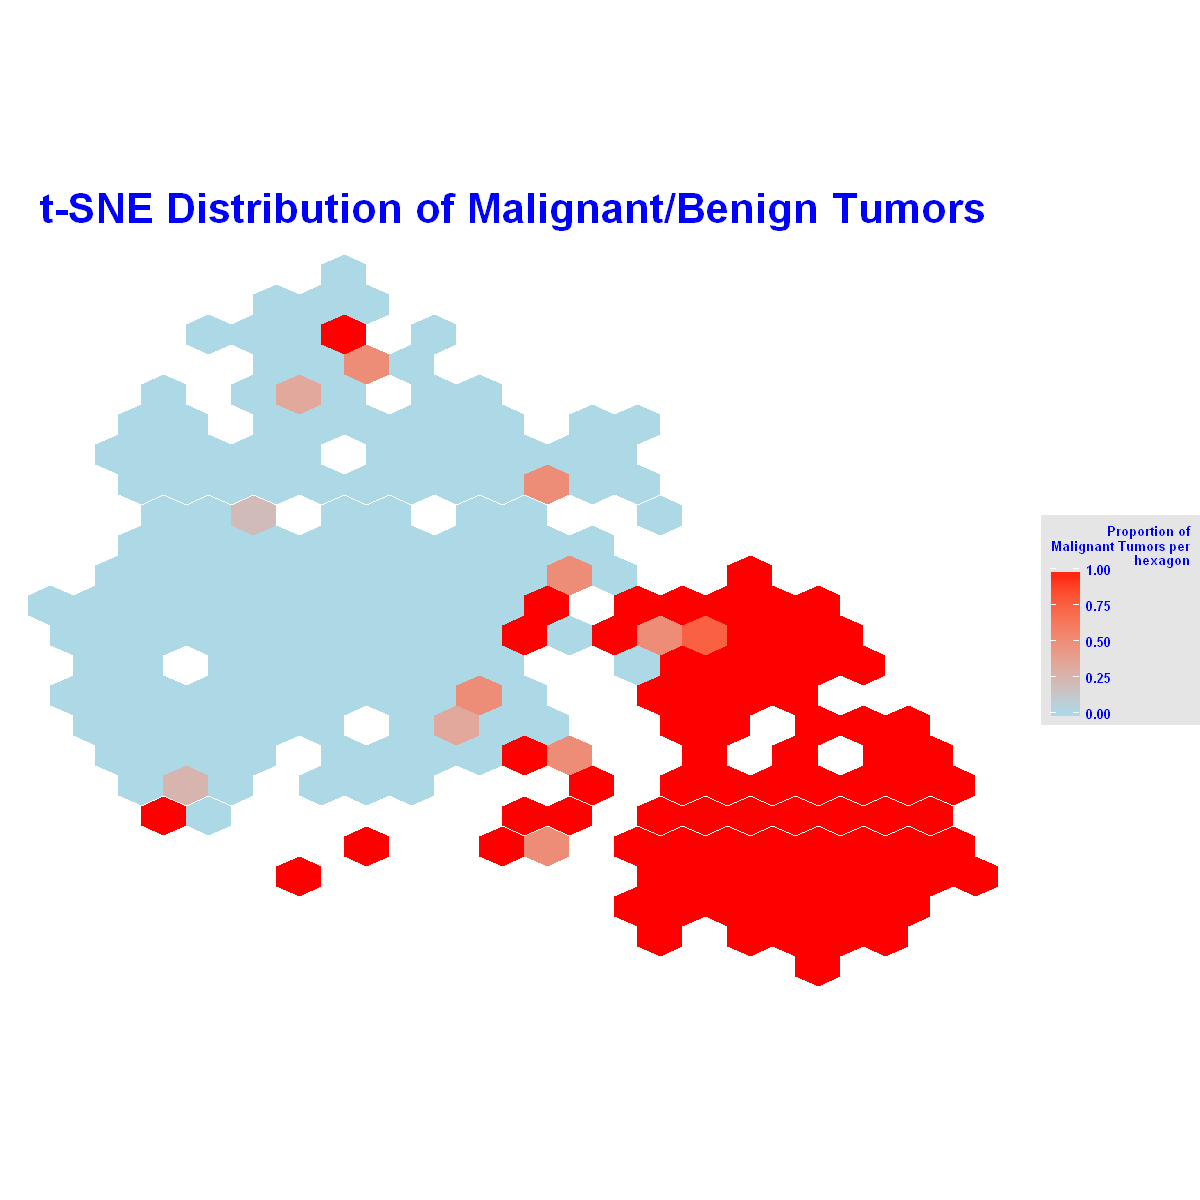 t-SNE Distribution of Malignant/Benign Tumors
Proportion of
Malignant Tumors per
hexagon
1.00
0.75
0.50
0.25
0.00